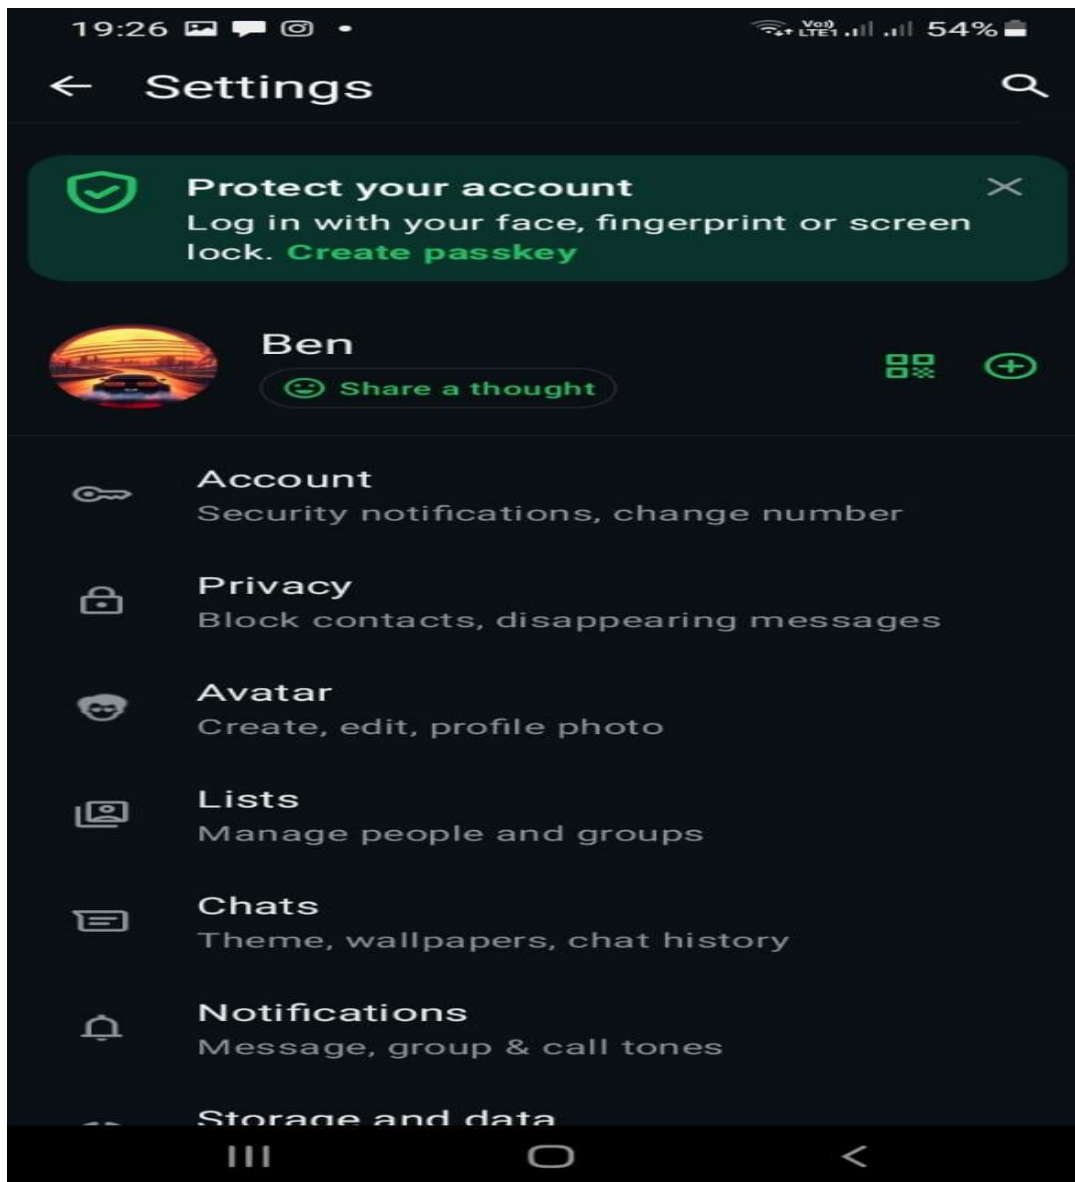 19:26 54%
Settings
Protect your account
Log in with your face, fingerprint or screen
lock. Create passkey
Ben
Share a thought
Account
Security notifications, change number
Privacy
Block contacts, disappearing messages
Avatar
Create, edit, profile photo
Lists
Manage people and groups
Chats
Theme, wallpapers, chat history
Notifications
Message, group & call tones
Storage and data